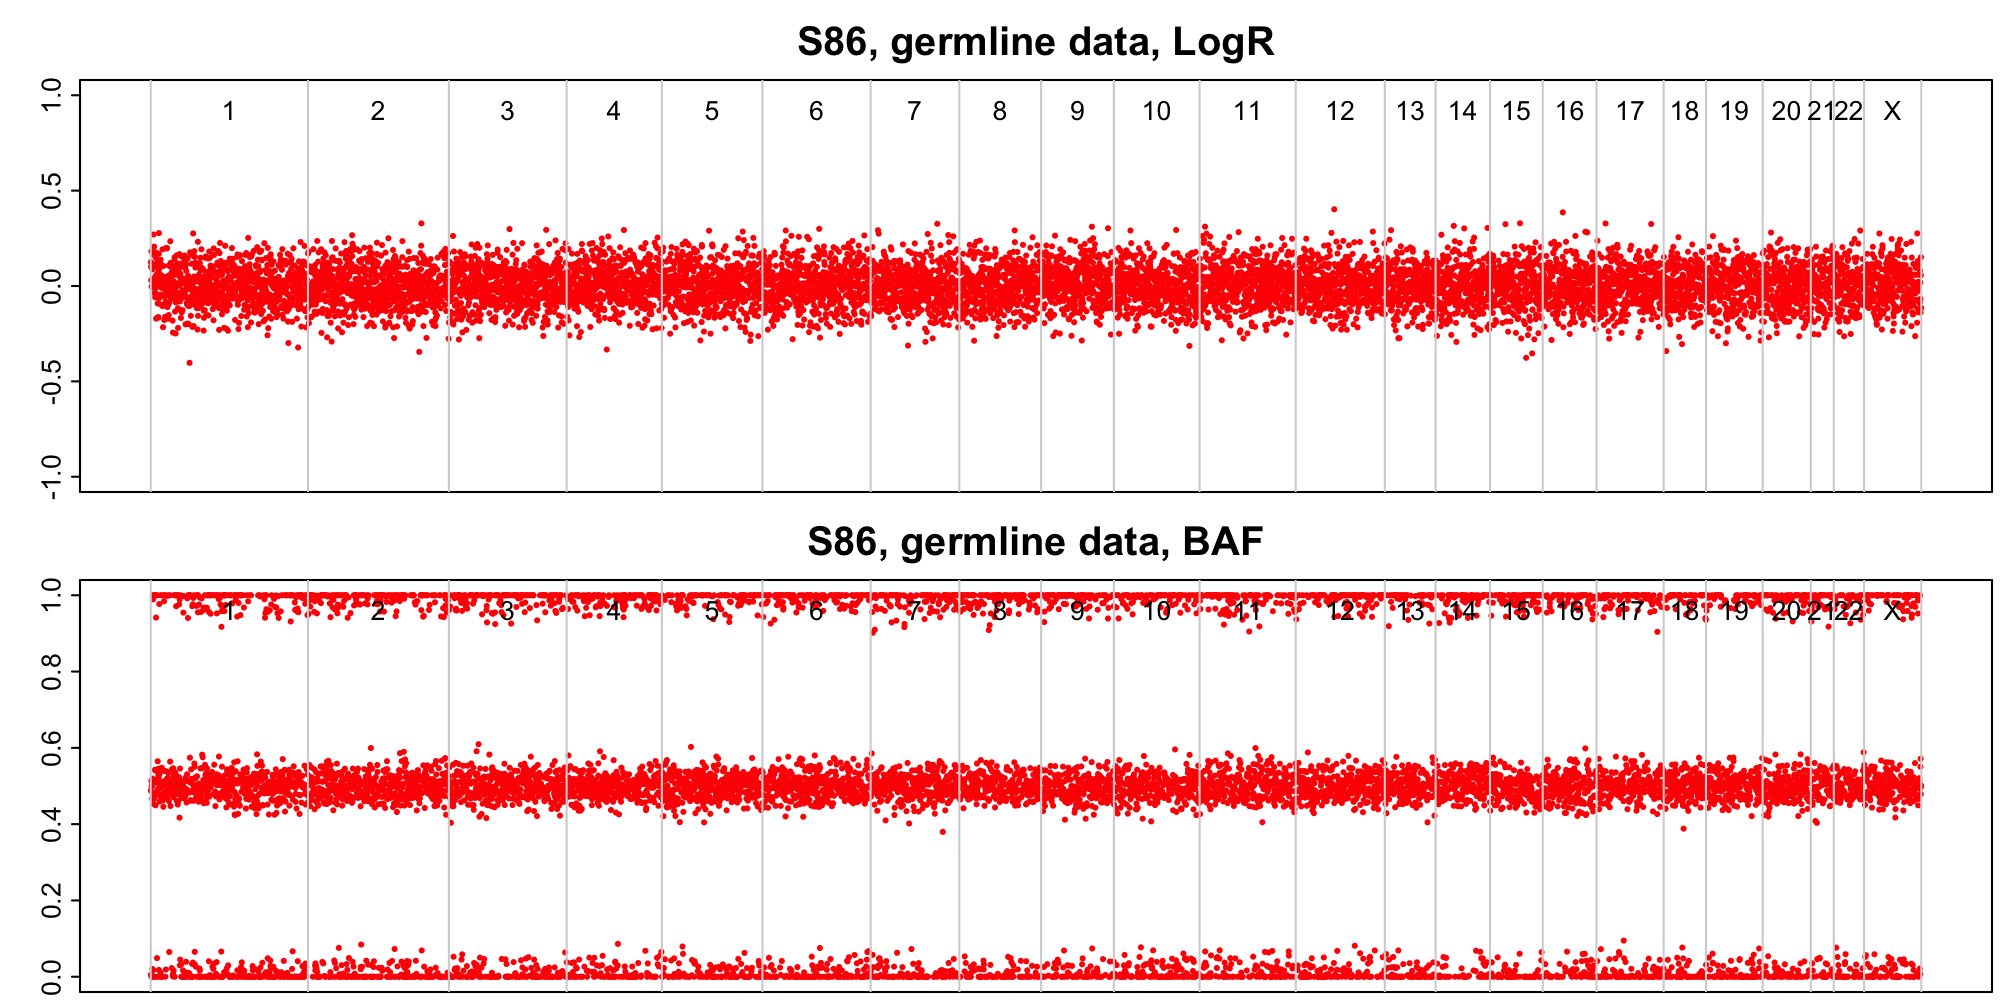 S86, germline data, LogR
1.0
0.5
0.0
-0.5
-1.0
1 2 3 4 5 6 7 8 9 10 11 12 13 14 15 16 17 18 19 20 21 22 X
S86, germline data, BAF
1.0
0.8
0.6
0.4
0.2
0.0
1 2 3 4 5 6 7 8 9 10 11 12 13 14 15 16 17 18 19 20 21 22 X